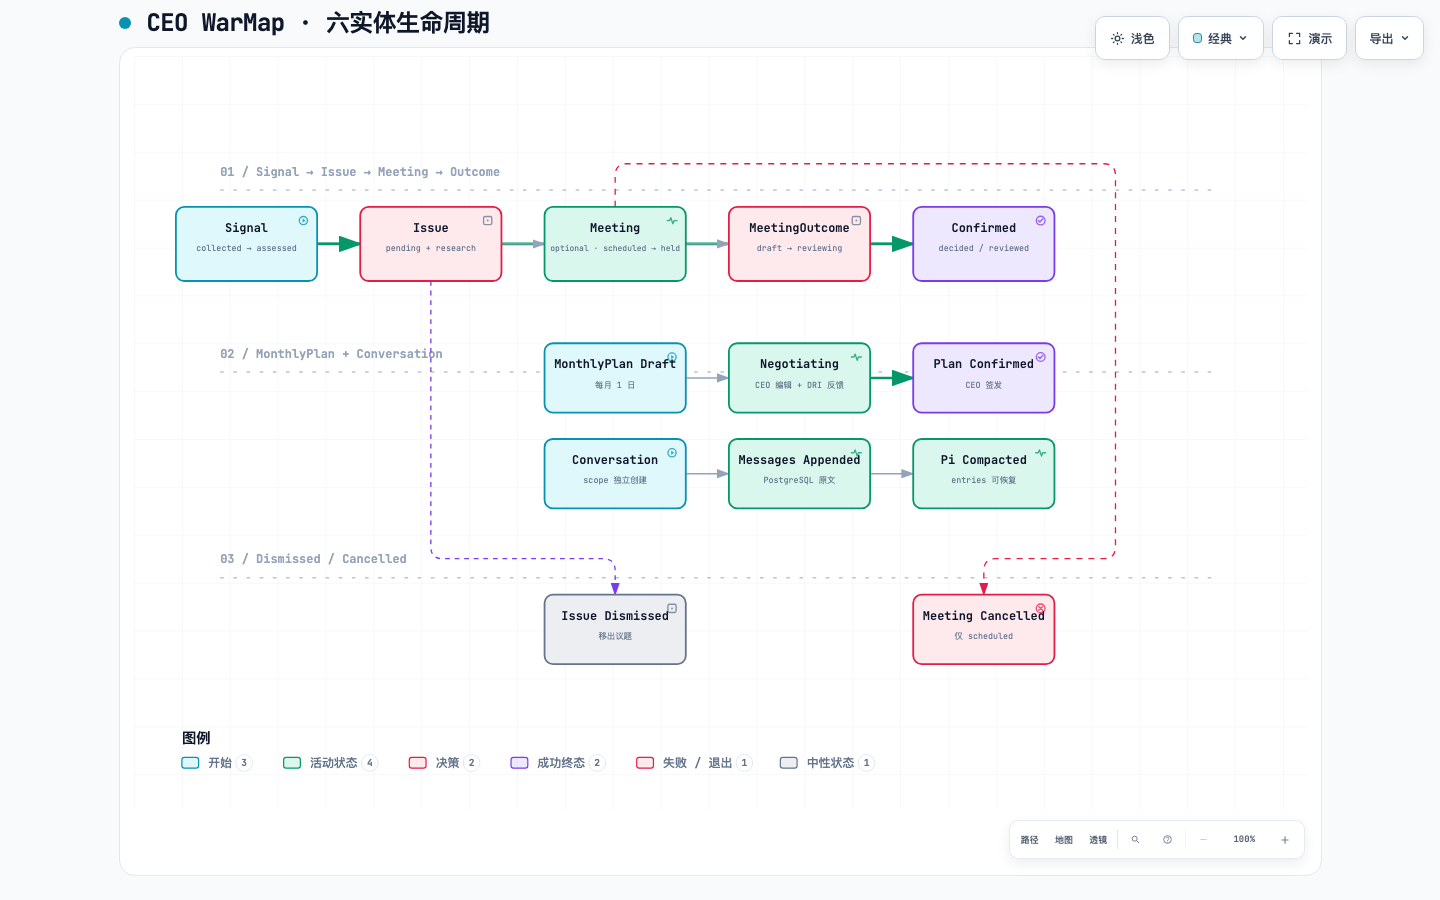 CEO WarMap · 六实体生命周期
浅色
经典
演示
导出
01 / Signal → Issue → Meeting → Outcome
Signal
collected → assessed
Issue
pending + research
Meeting
optional · scheduled → held
MeetingOutcome
draft → reviewing
Confirmed
decided / reviewed
02 / MonthlyPlan + Conversation
MonthlyPlan Draft
每月 1 日
Negotiating
CEO 编辑 + DRI 反馈
Plan Confirmed
CEO 签发
Conversation
scope 独立创建
Messages Appended
PostgreSQL 原文
Pi Compacted
entries 可恢复
03 / Dismissed / Cancelled
Issue Dismissed
移出议题
Meeting Cancelled
仅 scheduled
图例
开始 3
活动状态 4
决策 2
成功终态 2
失败 / 退出 1
中性状态 1
路径 地图 透镜 100%